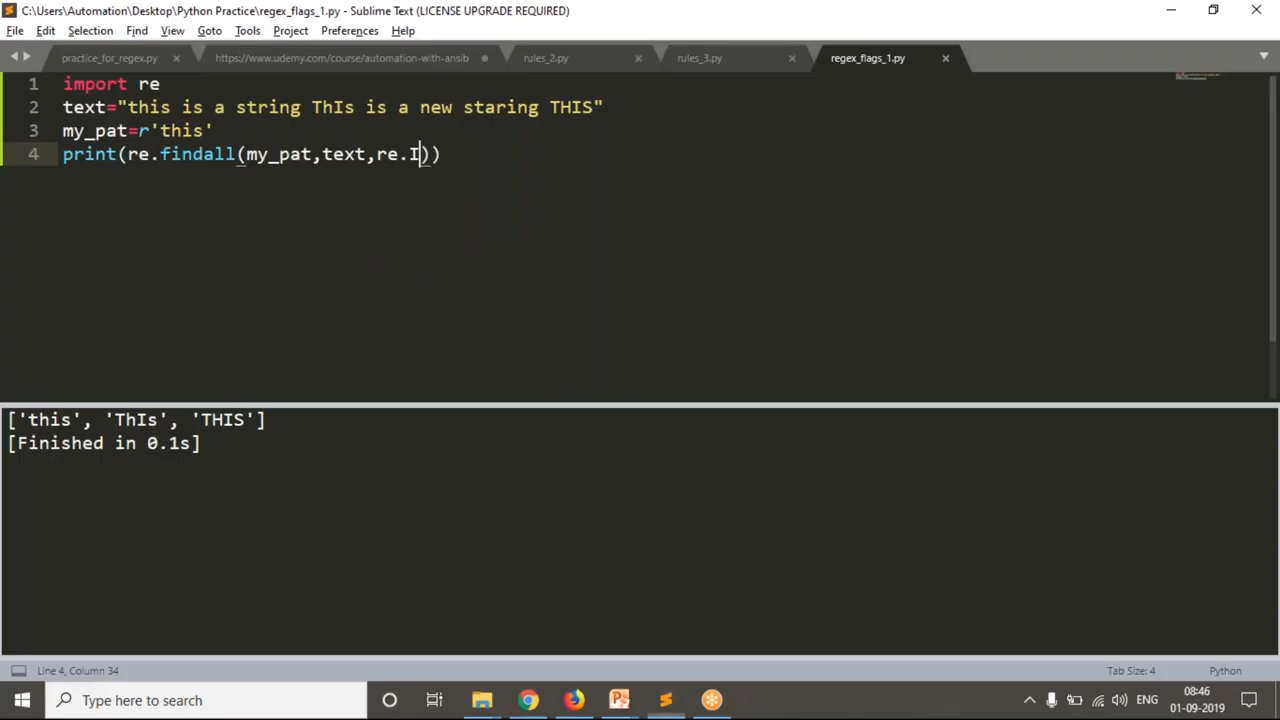 C:\Users\Automation\Desktop\Python Practice\regex_flags_1.py - Sublime Text (LICENSE UPGRADE REQUIRED)
File Edit Selection Find View Goto Tools Project Preferences Help
practice_for_regex.py https://www.udemy.com/course/automation-with-ansib rules_2.py rules_3.py regex_flags_1.py
1 import re
2 text="this is a string ThIs is a new staring THIS"
3 my_pat=r'this'
4 print(re.findall(my_pat,text,re.I))
['this', 'ThIs', 'THIS']
[Finished in 0.1s]
Line 4, Column 34 Tab Size: 4 Python
Type here to search ENG 08:46
01-09-2019